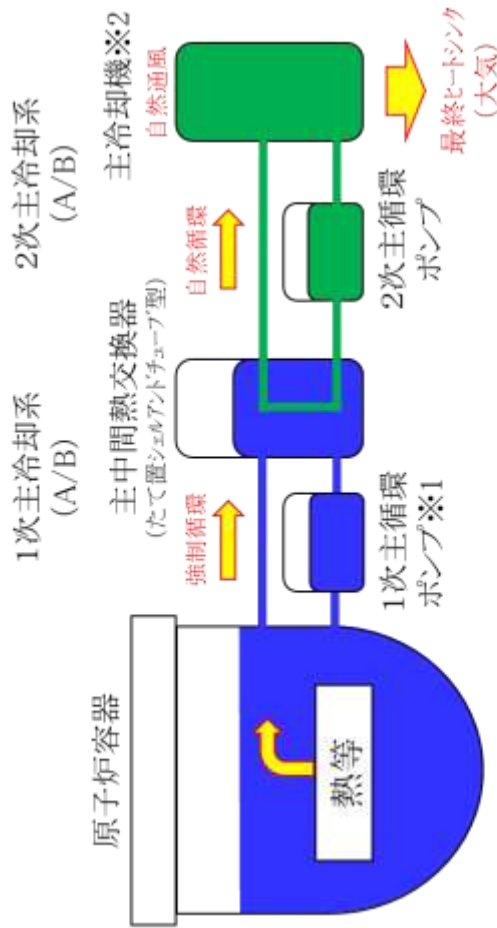 1次主冷却系
(A/B)
2次主冷却系
(A/B)
原子炉容器
主中間熱交換器
(たて置シェルアンドチューブ型)
主冷却機※2
自然通風
強制循環
自然循環
熱等
1次主循環
ポンプ※1
2次主循環
ポンプ
最終ヒートシンク
(大気)